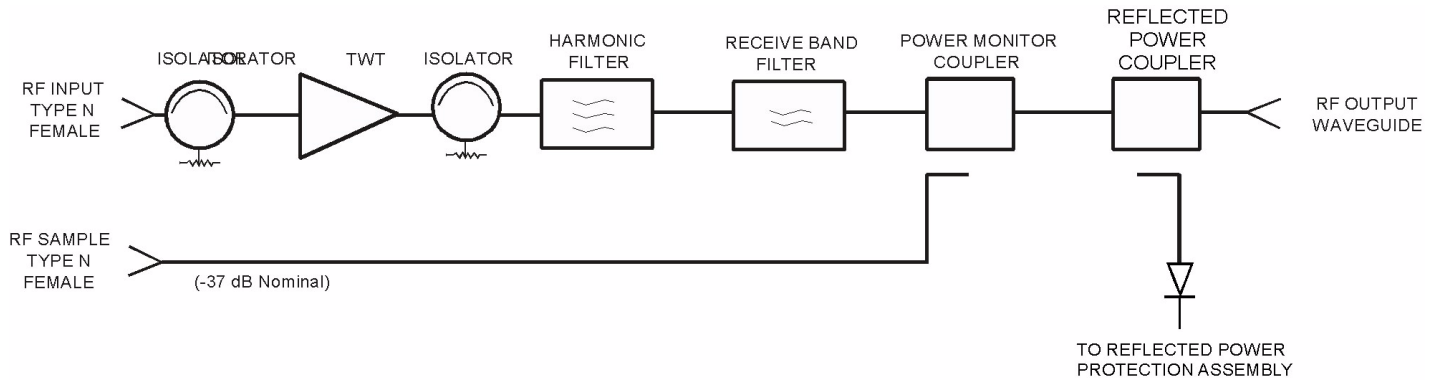 RF INPUT
TYPE N
FEMALE
ISOLATOR
ISOLATOR
TWT
ISOLATOR
HARMONIC
FILTER
RECEIVE BAND
FILTER
POWER MONITOR
COUPLER
REFLECTED
POWER
COUPLER
RF OUTPUT
WAVEGUIDE
RF SAMPLE
TYPE N
FEMALE
(-37 dB Nominal)
TO REFLECTED POWER
PROTECTION ASSEMBLY